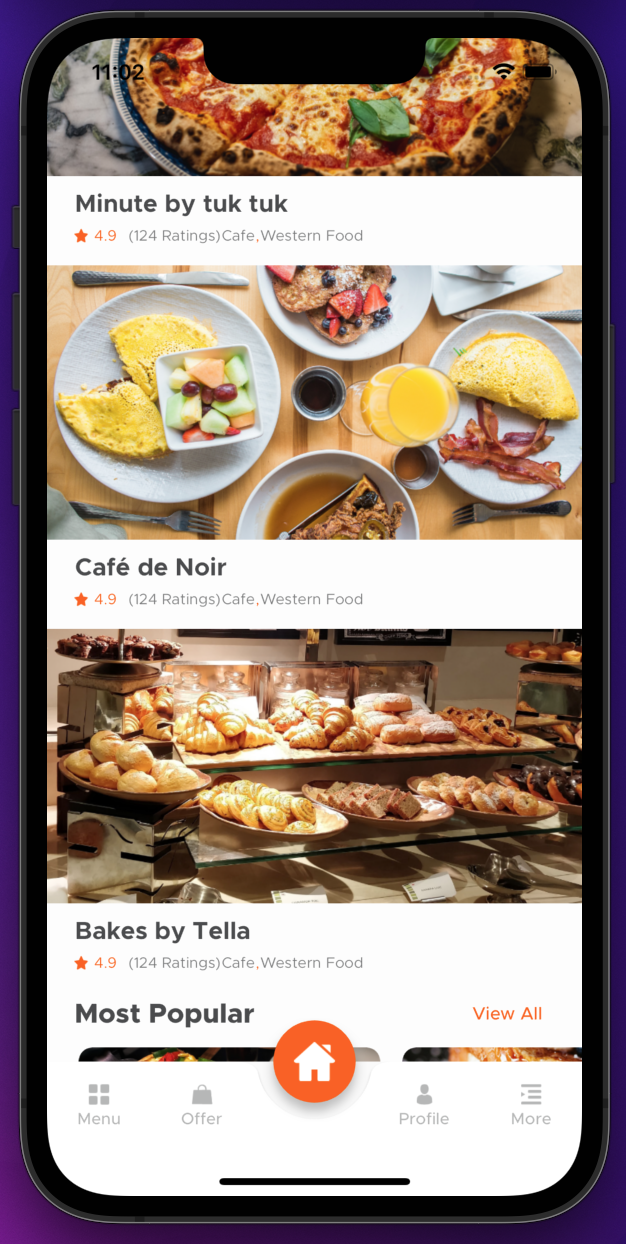 11:02
Minute by tuk tuk
4.9 (124 Ratings)Cafe,Western Food
Café de Noir
4.9 (124 Ratings)Cafe,Western Food
Bakes by Tella
4.9 (124 Ratings)Cafe,Western Food
Most Popular View All
Menu Offer Profile More